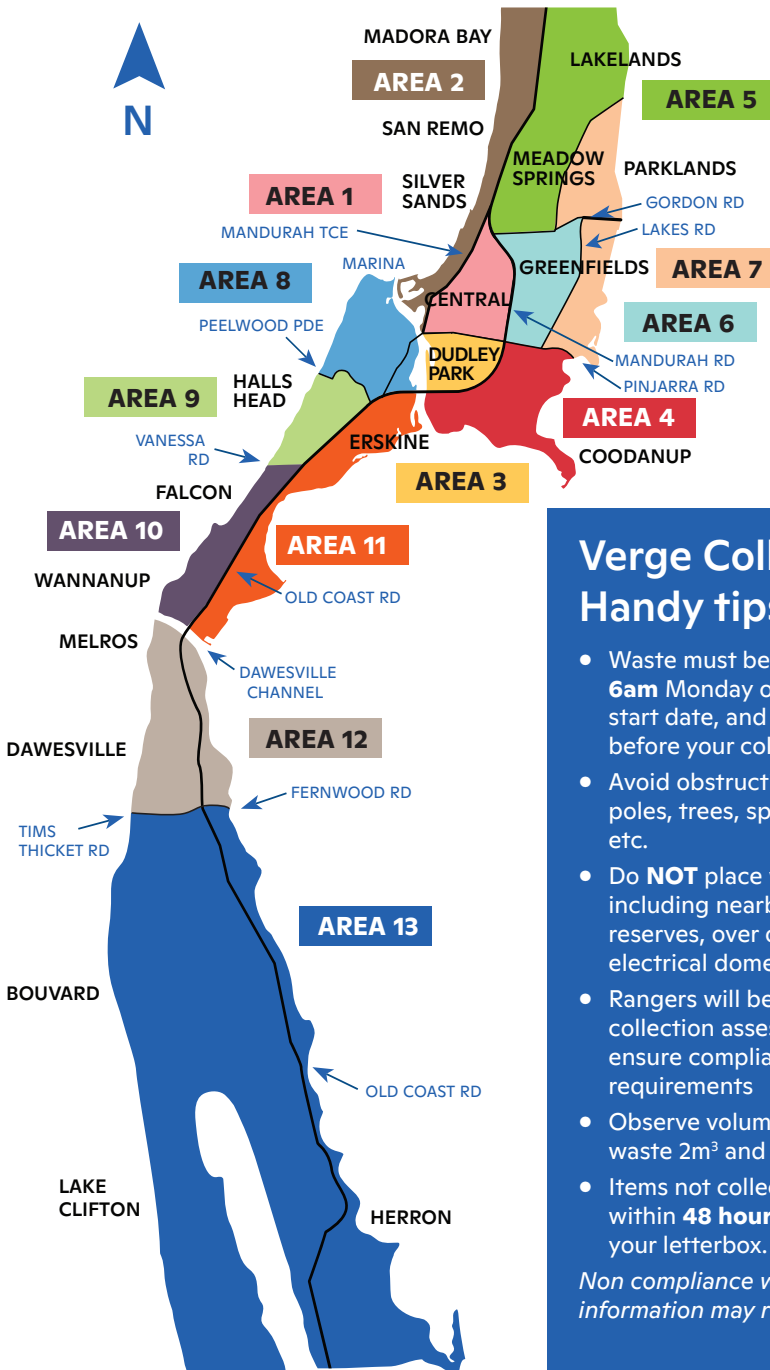 MADORA BAY
LAKELANDS
AREA 2
AREA 5
N
SAN REMO
MEADOW
SPRINGS
PARKLANDS
SILVER
SANDS
AREA 1
GORDON RD
MANDURAH TCE
LAKES RD
MARINA
GREENFIELDS
AREA 7
AREA 8
CENTRAL
AREA 6
PEELWOOD PDE
DUDLEY
PARK
MANDURAH RD
HALLS
HEAD
PINJARRA RD
AREA 9
AREA 4
VANESSA
RD
ERSKINE
COODANUP
FALCON
AREA 3
AREA 10
AREA 11
WANNANUP
OLD COAST RD
MELROS
DAWESVILLE
CHANNEL
DAWESVILLE
AREA 12
FERNWOOD RD
TIMS
THICKET RD
AREA 13
BOUVARD
OLD COAST RD
LAKE
CLIFTON
HERRON
Verge Coll
Handy tips
• Waste must be
6am Monday o
start date, and
before your col
• Avoid obstruct
poles, trees, sp
etc.
• Do NOT place
including nearb
reserves, over
electrical dome
• Rangers will be
collection asses
ensure complia
requirements
• Observe volum
waste 2m³ and
• Items not collec
within 48 hour
your letterbox.
Non compliance w
information may r